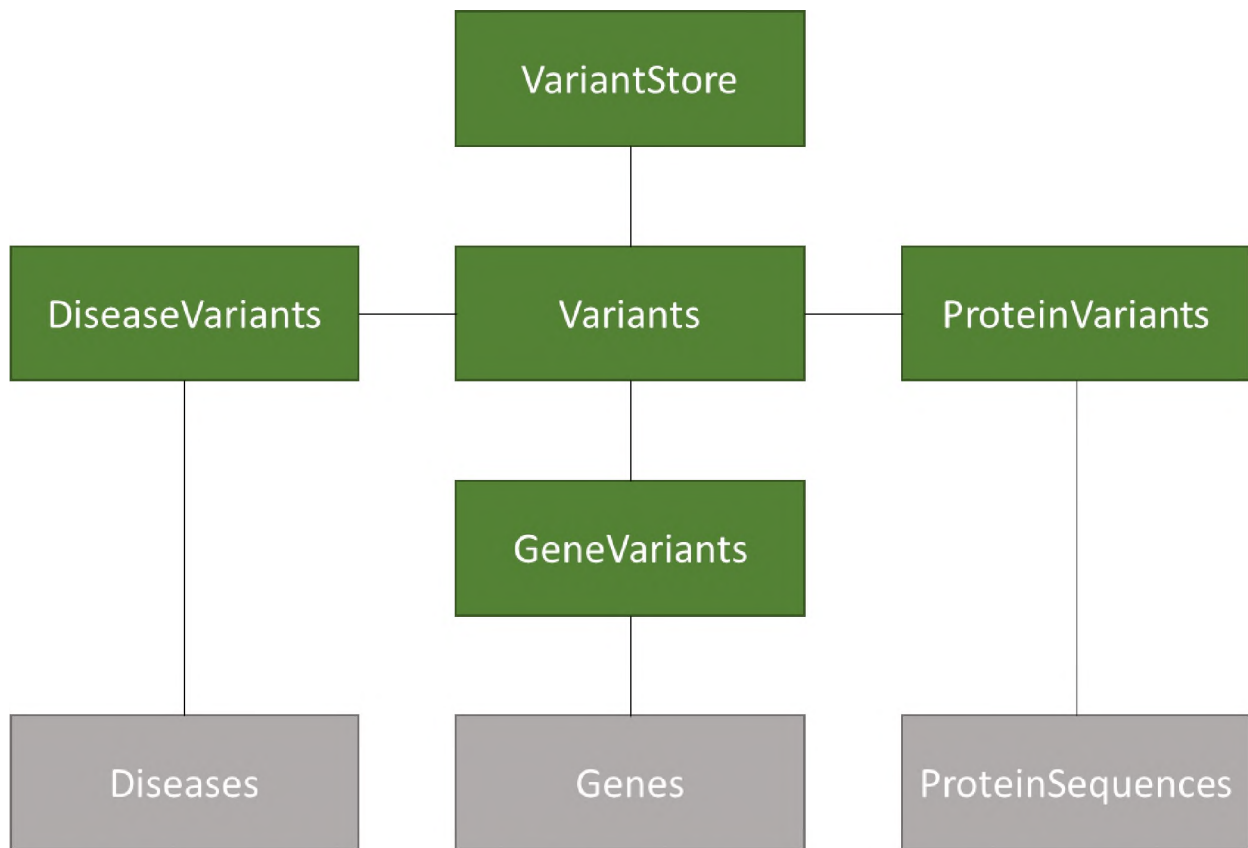 VariantStore
DiseaseVariants
Variants
ProteinVariants
GeneVariants
Diseases
Genes
ProteinSequences